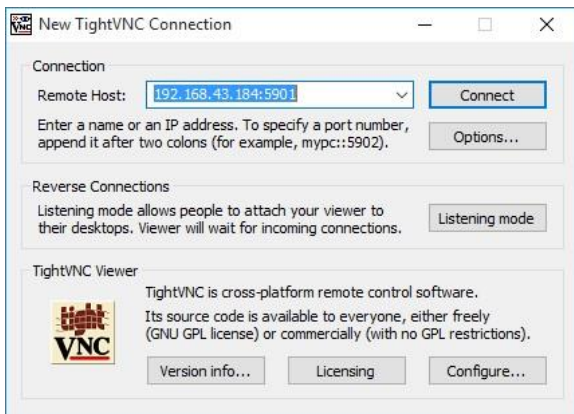 New TightVNC Connection
Connection
Remote Host:
192.168.43.184:5901
Connect
Enter a name or an IP address. To specify a port number,
append it after two colons (for example, mypc::5902).
Options...
Reverse Connections
Listening mode allows people to attach your viewer to
their desktops. Viewer will wait for incoming connections.
Listening mode
TightVNC Viewer
tight
VNC
TightVNC is cross-platform remote control software.
Its source code is available to everyone, either freely
(GNU GPL license) or commercially (with no GPL restrictions).
Version info...
Licensing
Configure...